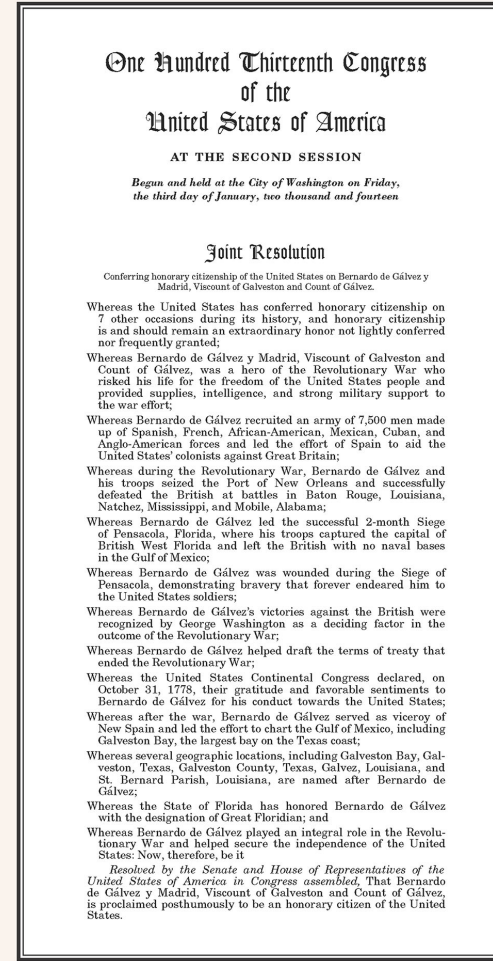 One Hundred Thirteenth Congress
of the
United States of America
AT THE SECOND SESSION
Begun and held at the City of Washington on Friday,
the third day of January, two thousand and fourteen
Joint Resolution
Conferring honorary citizenship of the United States on Bernardo de Gálvez y
Madrid, Viscount of Galveston and Count of Gálvez.
Whereas the United States has conferred honorary citizenship on
7 other occasions during its history, and honorary citizenship
is and should remain an extraordinary honor not lightly conferred
nor frequently granted;
Whereas Bernardo de Gálvez y Madrid, Viscount of Galveston and
Count of Gálvez, was a hero of the Revolutionary War who
risked his life for the freedom of the United States people and
provided supplies, intelligence, and strong military support to
the war effort;
Whereas Bernardo de Gálvez recruited an army of 7,500 men made
up of Spanish, French, African-American, Mexican, Cuban, and
Anglo-American forces and led the effort of Spain to aid the
United States' colonists against Great Britain;
Whereas during the Revolutionary War, Bernardo de Gálvez and
his troops seized the Port of New Orleans and successfully
defeated the British at battles in Baton Rouge, Louisiana,
Natchez, Mississippi, and Mobile, Alabama;
Whereas Bernardo de Gálvez led the successful 2-month Siege
of Pensacola, Florida, where his troops captured the capital of
British West Florida and left the British with no naval bases
in the Gulf of Mexico;
Whereas Bernardo de Gálvez was wounded during the Siege of
Pensacola, demonstrating bravery that forever endeared him to
the United States soldiers;
Whereas Bernardo de Gálvez's victories against the British were
recognized by George Washington as a deciding factor in the
outcome of the Revolutionary War;
Whereas Bernardo de Gálvez helped draft the terms of treaty that
ended the Revolutionary War;
Whereas the United States Continental Congress declared, on
October 31, 1778, their gratitude and favorable sentiments to
Bernardo de Gálvez for his conduct towards the United States;
Whereas after the war, Bernardo de Gálvez served as viceroy of
New Spain and led the effort to chart the Gulf of Mexico, including
Galveston Bay, the largest bay on the Texas coast;
Whereas several geographic locations, including Galveston Bay, Gal-
veston, Texas, Galveston County, Texas, Galvez, Louisiana, and
St. Bernard Parish, Louisiana, are named after Bernardo de
Gálvez;
Whereas the State of Florida has honored Bernardo de Gálvez
with the designation of Great Floridian; and
Whereas Bernardo de Gálvez played an integral role in the Revolu-
tionary War and helped secure the independence of the United
States: Now, therefore, be it
Resolved by the Senate and House of Representatives of the
United States of America in Congress assembled, That Bernardo
de Gálvez y Madrid, Viscount of Galveston and Count of Gálvez,
is proclaimed posthumously to be an honorary citizen of the United
States.